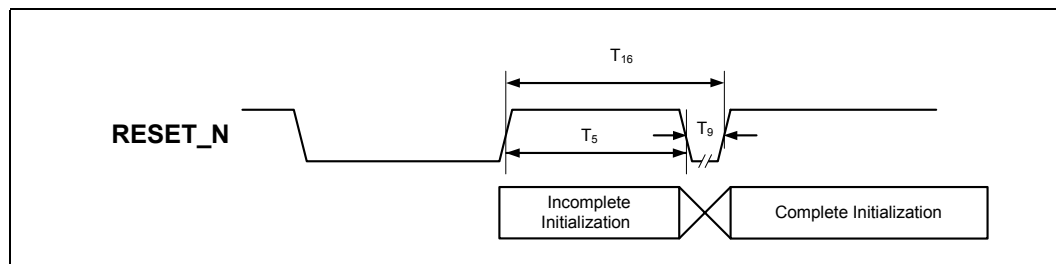 T₁₆
RESET_N
T₅
T₉
Incomplete
Initialization
Complete Initialization